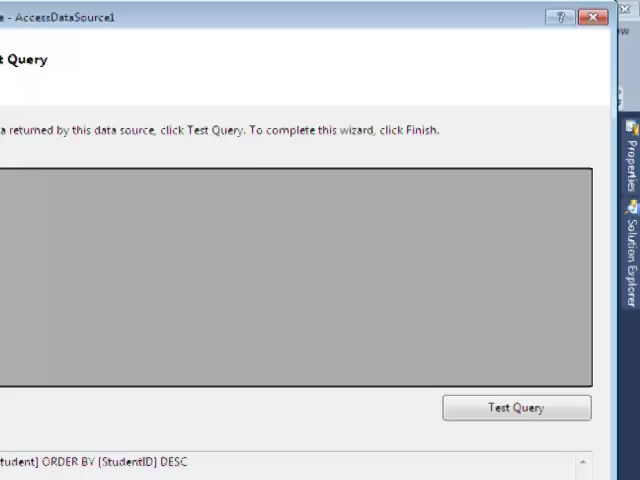 - AccessDataSource1
Query
returned by this data source, click Test Query. To complete this wizard, click Finish.
Properties
Solution Explorer
Test Query
ORDER BY [StudentID] DESC